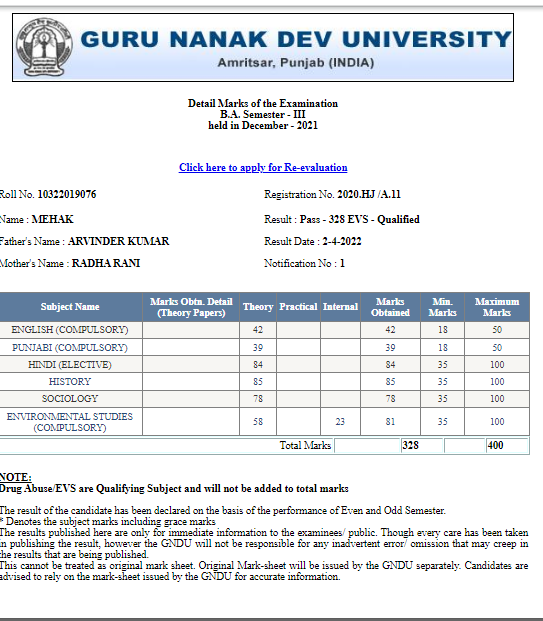 GURU NANAK DEV UNIVERSITY
Amritsar, Punjab (INDIA)
Detail Marks of the Examination
B.A. Semester - III
held in December - 2021
Click here to apply for Re-evaluation
Roll No. 10322019076 Registration No. 2020.HJ /A.11
Name : MEHAK Result : Pass - 328 EVS - Qualified
Father's Name : ARVINDER KUMAR Result Date : 2-4-2022
Mother's Name : RADHA RANI Notification No : 1
Subject Name Marks Obtn. Detail (Theory Papers) Theory Practical Internal Marks Obtained Min. Marks Maximum Marks
ENGLISH (COMPULSORY) 42 42 18 50
PUNJABI (COMPULSORY) 39 39 18 50
HINDI (ELECTIVE) 84 84 35 100
HISTORY 85 85 35 100
SOCIOLOGY 78 78 35 100
ENVIRONMENTAL STUDIES (COMPULSORY) 58 23 81 35 100
Total Marks 328 400
NOTE:
Drug Abuse/EVS are Qualifying Subject and will not be added to total marks
The result of the candidate has been declared on the basis of the performance of Even and Odd Semester.
* Denotes the subject marks including grace marks
The results published here are only for immediate information to the examinees/ public. Though every care has been taken
in publishing the result, however the GNDU will not be responsible for any inadvertent error/ omission that may creep in
the results that are being published.
This cannot be treated as original mark sheet. Original Mark-sheet will be issued by the GNDU separately. Candidates are
advised to rely on the mark-sheet issued by the GNDU for accurate information.